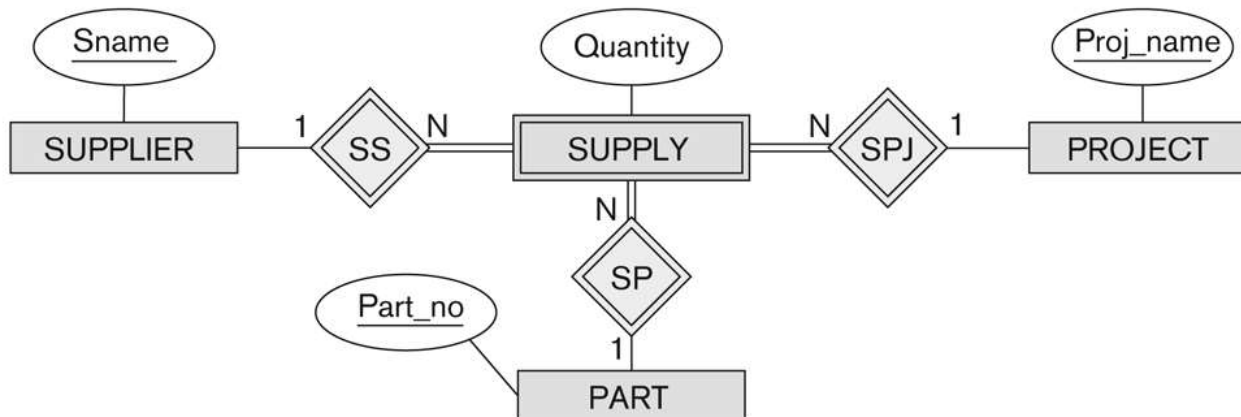 Sname
Quantity
Proj_name
SUPPLIER
1
SS
N
SUPPLY
N
SPJ
1
PROJECT
N
SP
Part_no
1
PART